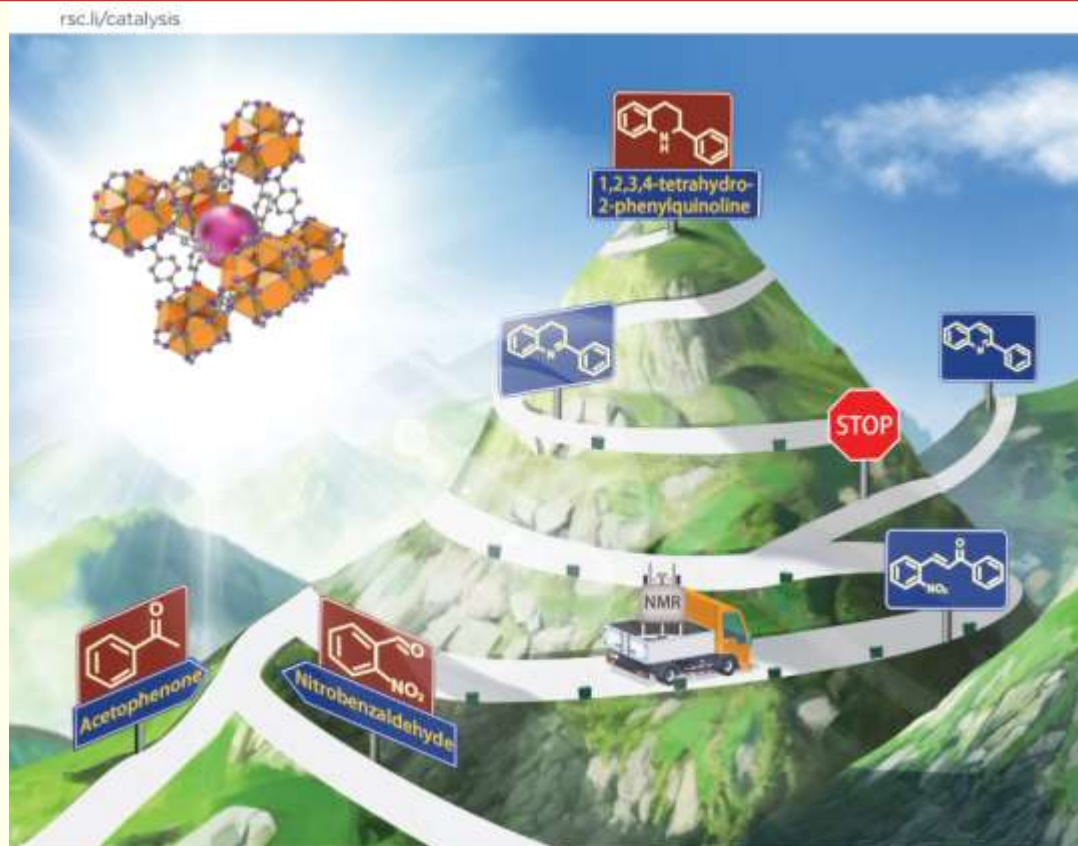 rsc.li/catalysis
N
H
1,2,3,4-tetrahydro-
2-phenylquinoline
N
N
STOP
O
NO₂
NMR
O
Acetophenone
O
NO₂
Nitrobenzaldehyde